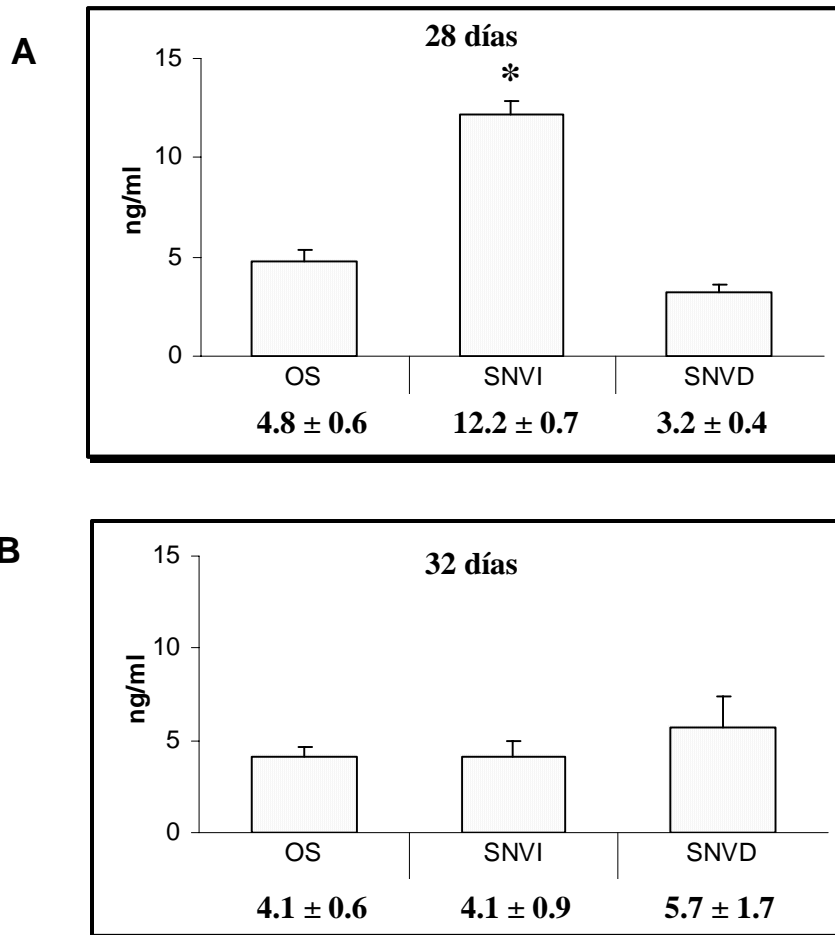 A
28 días
*
15
10
5
0
ng/ml
OS SNVI SNVD
4.8 ± 0.6 12.2 ± 0.7 3.2 ± 0.4
B
32 días
15
10
5
0
ng/ml
OS SNVI SNVD
4.1 ± 0.6 4.1 ± 0.9 5.7 ± 1.7